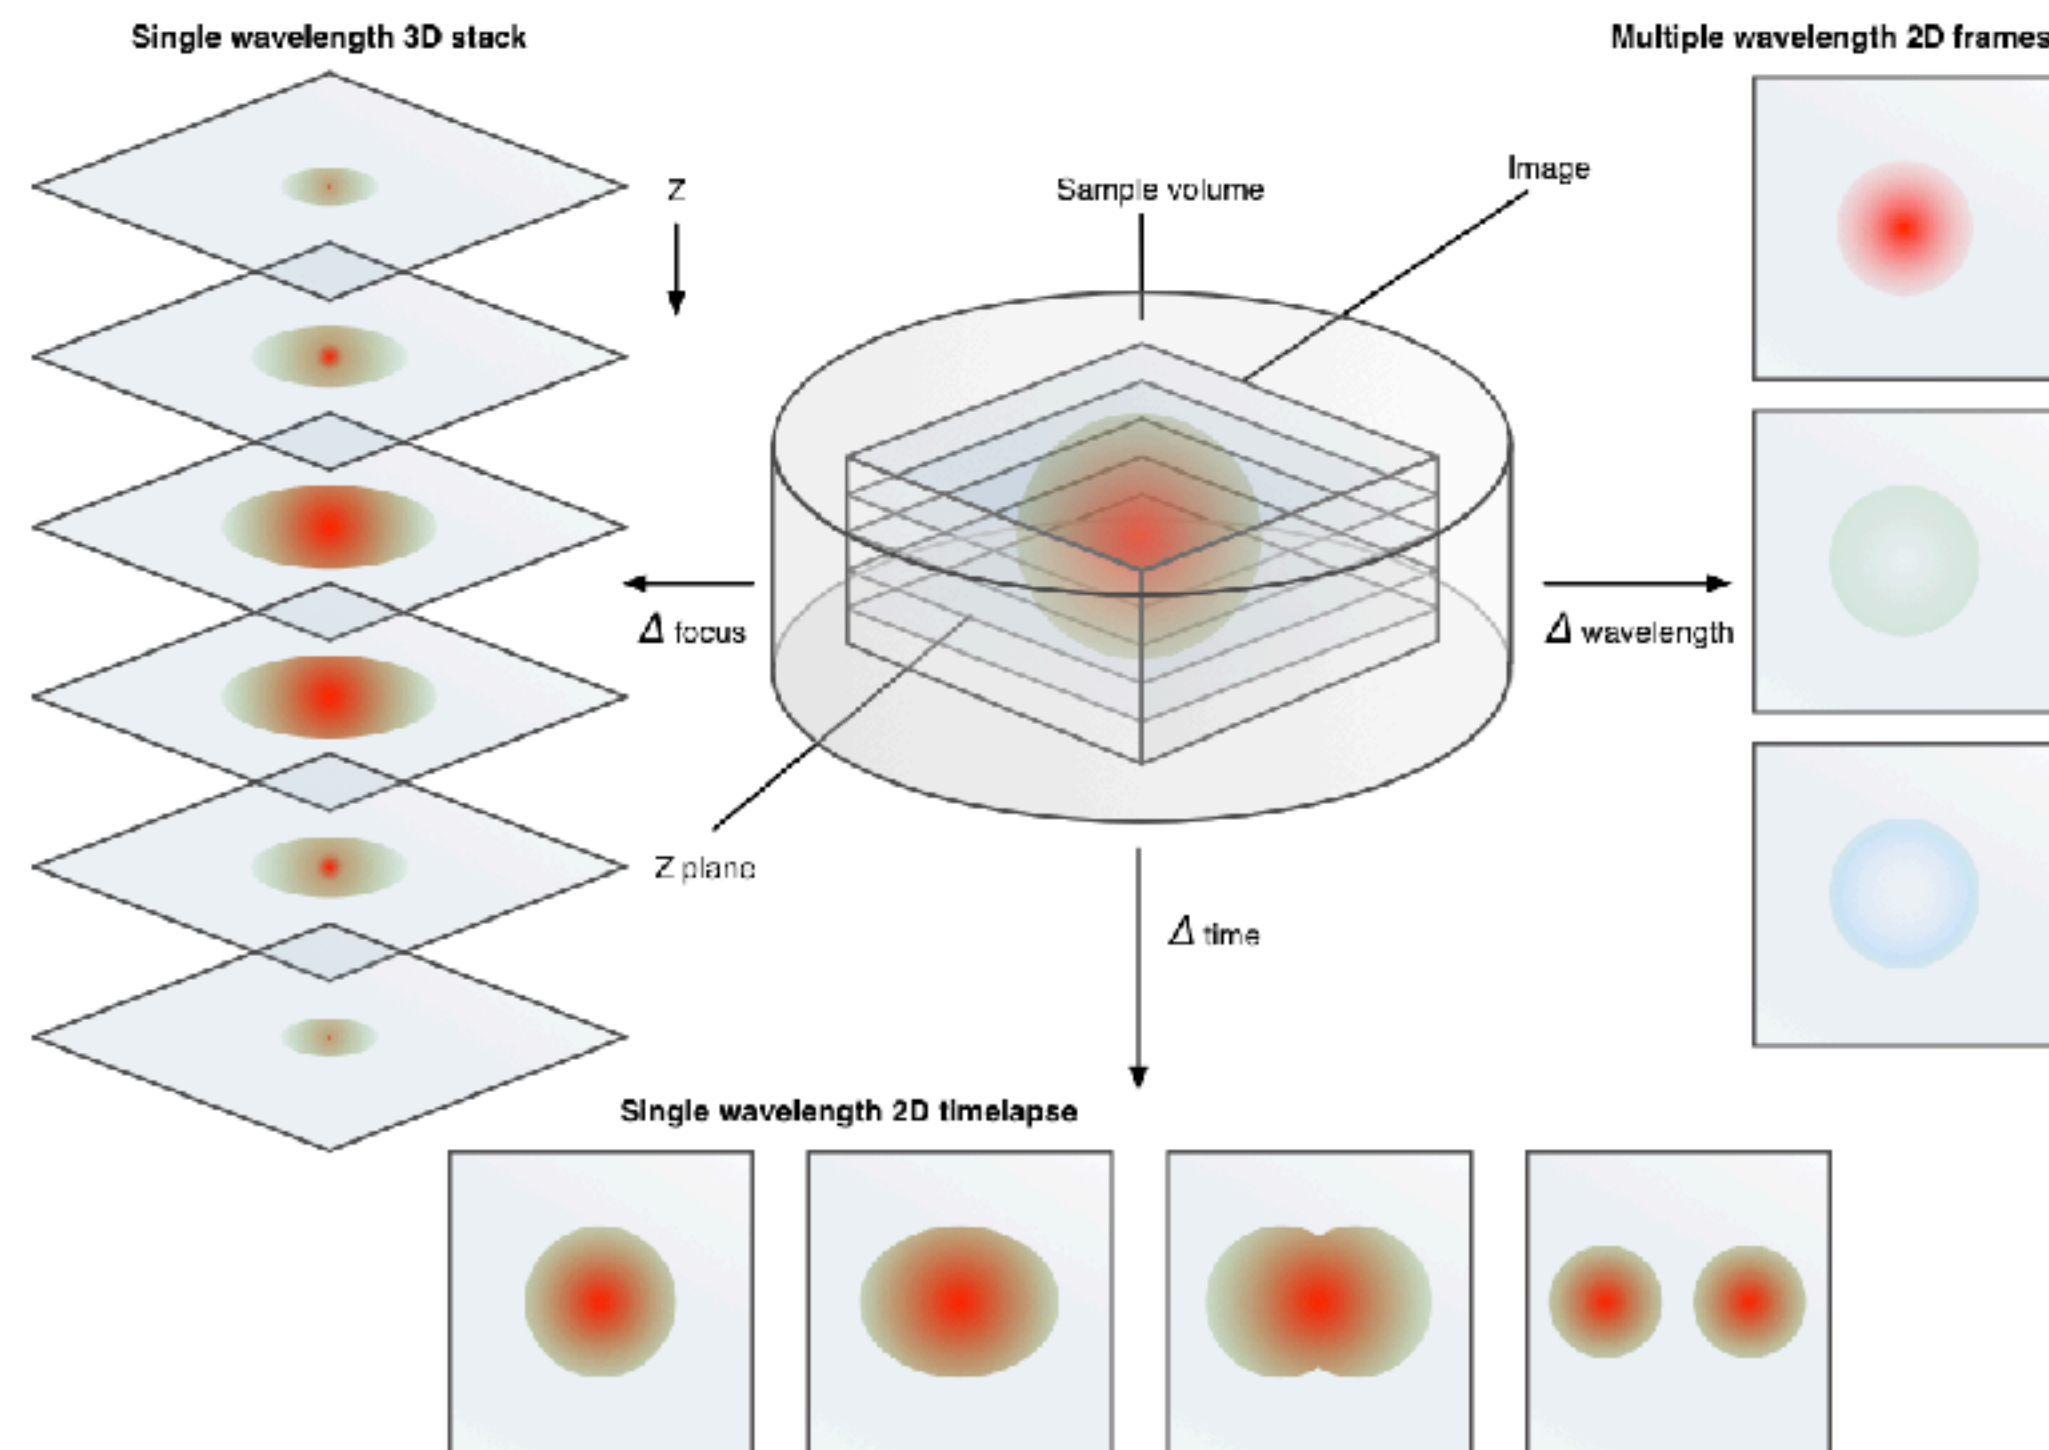 Single wavelength 3D stack
Multiple wavelength 2D frames
Z
Sample volume
Image
Δ focus
Δ wavelength
Z plane
Δ time
Single wavelength 2D timelapse